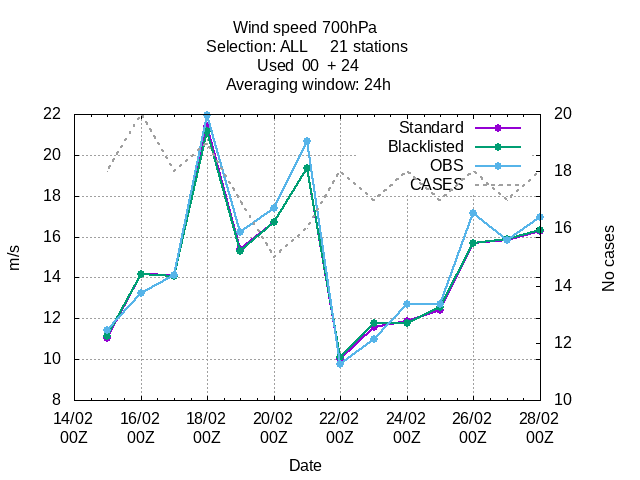 Wind speed 700hPa
Selection: ALL 21 stations
Used 00 + 24
Averaging window: 24h
22 20
Standard
Blacklisted
20 18
OBS
CASES
18
16 16
m/s
No cases
14 14
12 12
10
8 10
14/02 16/02 18/02 20/02 22/02 24/02 26/02 28/02
00Z 00Z 00Z 00Z 00Z 00Z 00Z 00Z
Date